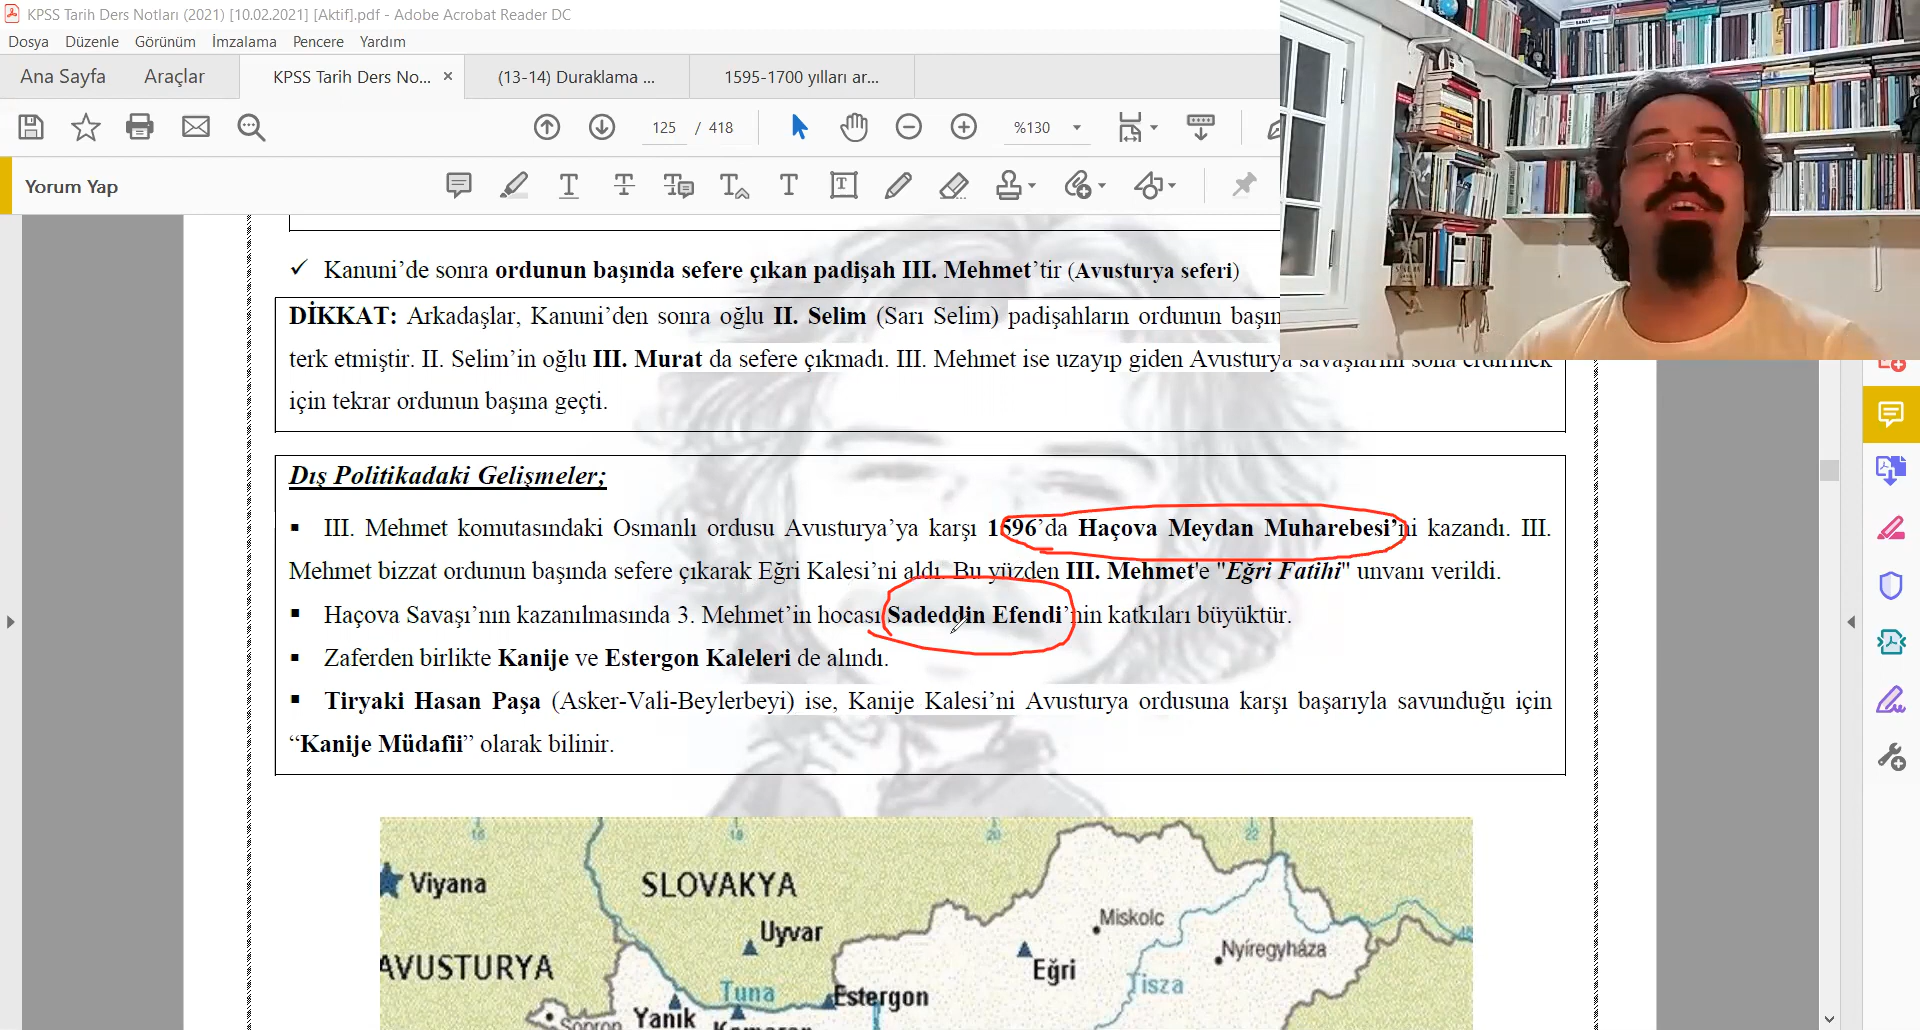 KPSS Tarih Ders Notları (2021) [10.02.2021] [Aktif].pdf - Adobe Acrobat Reader DC
Dosya Düzenle Görünüm İmzalama Pencere Yardım
Ana Sayfa Araçlar KPSS Tarih Ders No... × (13-14) Duraklama ... 1595-1700 yılları ar...
125 / 418 %130
Yorum Yap
✓ Kanuni’de sonra ordunun başında sefere çıkan padişah III. Mehmet’tir (Avusturya seferi)
DİKKAT: Arkadaşlar, Kanuni’den sonra oğlu II. Selim (Sarı Selim) padişahların ordunun başın
terk etmiştir. II. Selim’in oğlu III. Murat da sefere çıkmadı. III. Mehmet ise uzayıp giden Avusturya savaşlarını sona erdirmek
için tekrar ordunun başına geçti.
Dış Politikadaki Gelişmeler;
▪ III. Mehmet komutasındaki Osmanlı ordusu Avusturya’ya karşı 1596’da Haçova Meydan Muharebesi’ni kazandı. III.
Mehmet bizzat ordunun başında sefere çıkarak Eğri Kalesi’ni aldı. Bu yüzden III. Mehmet'e "Eğri Fatihi" unvanı verildi.
▪ Haçova Savaşı’nın kazanılmasında 3. Mehmet’in hocası Sadeddin Efendi’nin katkıları büyüktür.
▪ Zaferden birlikte Kanije ve Estergon Kaleleri de alındı.
▪ Tiryaki Hasan Paşa (Asker-Vali-Beylerbeyi) ise, Kanije Kalesi’ni Avusturya ordusuna karşı başarıyla savunduğu için
“Kanije Müdafii” olarak bilinir.
16 18 20 22
Viyana SLOVAKYA
Miskolc
Uyvar
Nyíregyháza
AVUSTURYA Eğri
Tisza
Tuna Estergon
Sopron Yanık Komaron